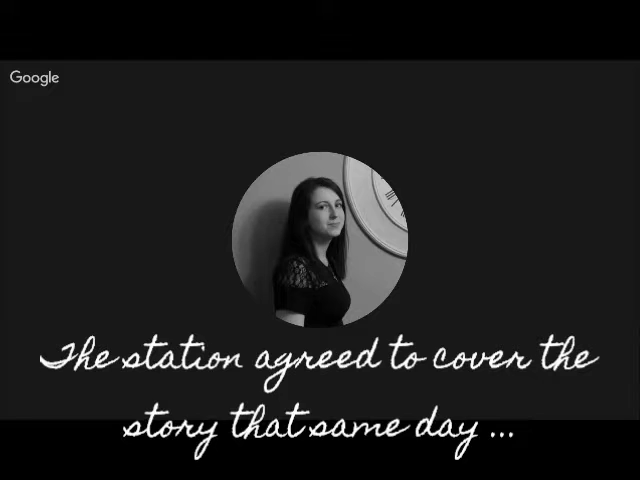 Google
The station agreed to cover the
story that same day ...